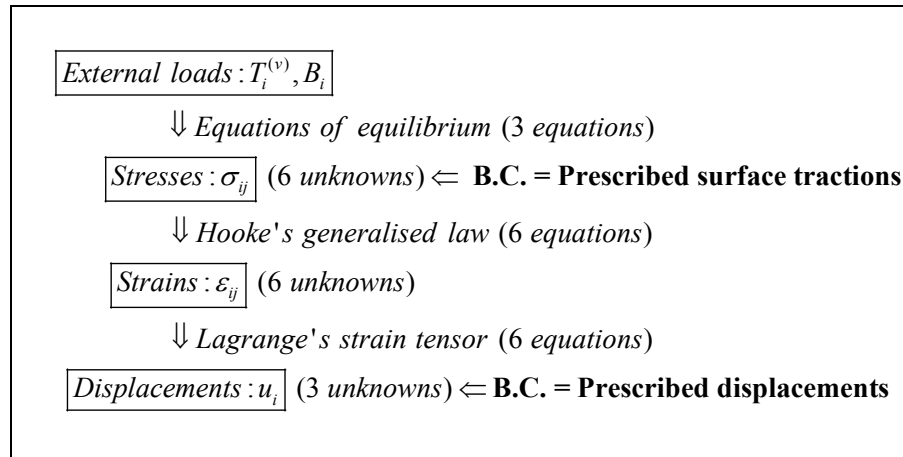 External loads : T_i^(v), B_i
⇓ Equations of equilibrium (3 equations)
Stresses : σ_ij (6 unknowns) ⇐ B.C. = Prescribed surface tractions
⇓ Hooke's generalised law (6 equations)
Strains : ε_ij (6 unknowns)
⇓ Lagrange's strain tensor (6 equations)
Displacements : u_i (3 unknowns) ⇐ B.C. = Prescribed displacements